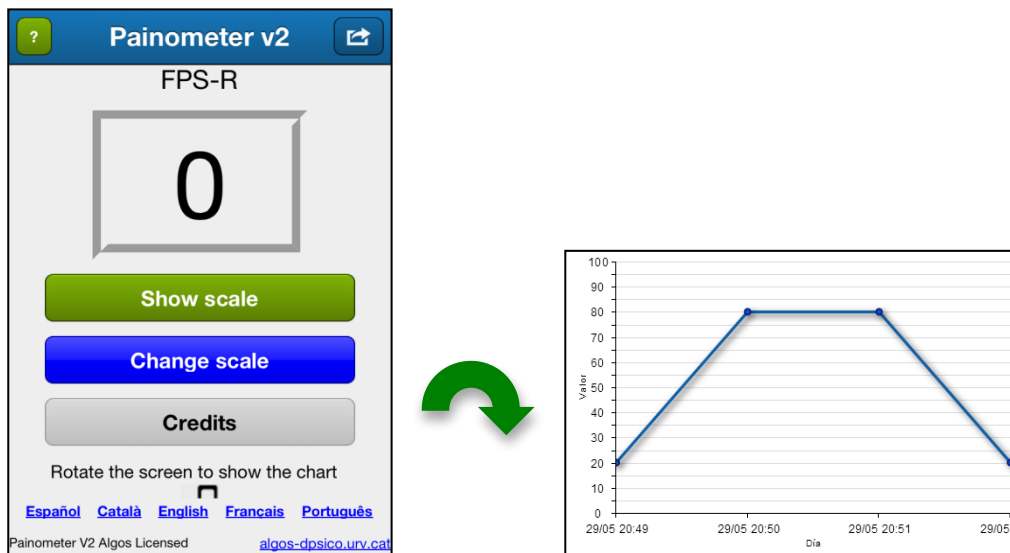 ?
Painometer v2
FPS-R
0
Show scale
Change scale
Credits
Rotate the screen to show the chart
Español Català English Français Português
Painometer V2 Algos Licensed algos-dpsico.urv.cat
100
90
80
70
60
50
40
30
20
10
0
Valor
29/05 20:49 29/05 20:50 29/05 20:51 29/05
Día